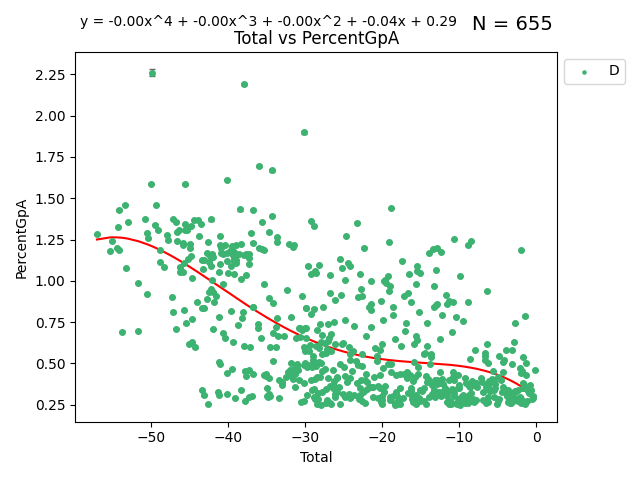 y = -0.00x^4 + -0.00x^3 + -0.00x^2 + -0.04x + 0.29 N = 655
Total vs PercentGpA
D
2.25
2.00
1.75
1.50
1.25
1.00
0.75
0.50
0.25
PercentGpA
−50 −40 −30 −20 −10 0
Total